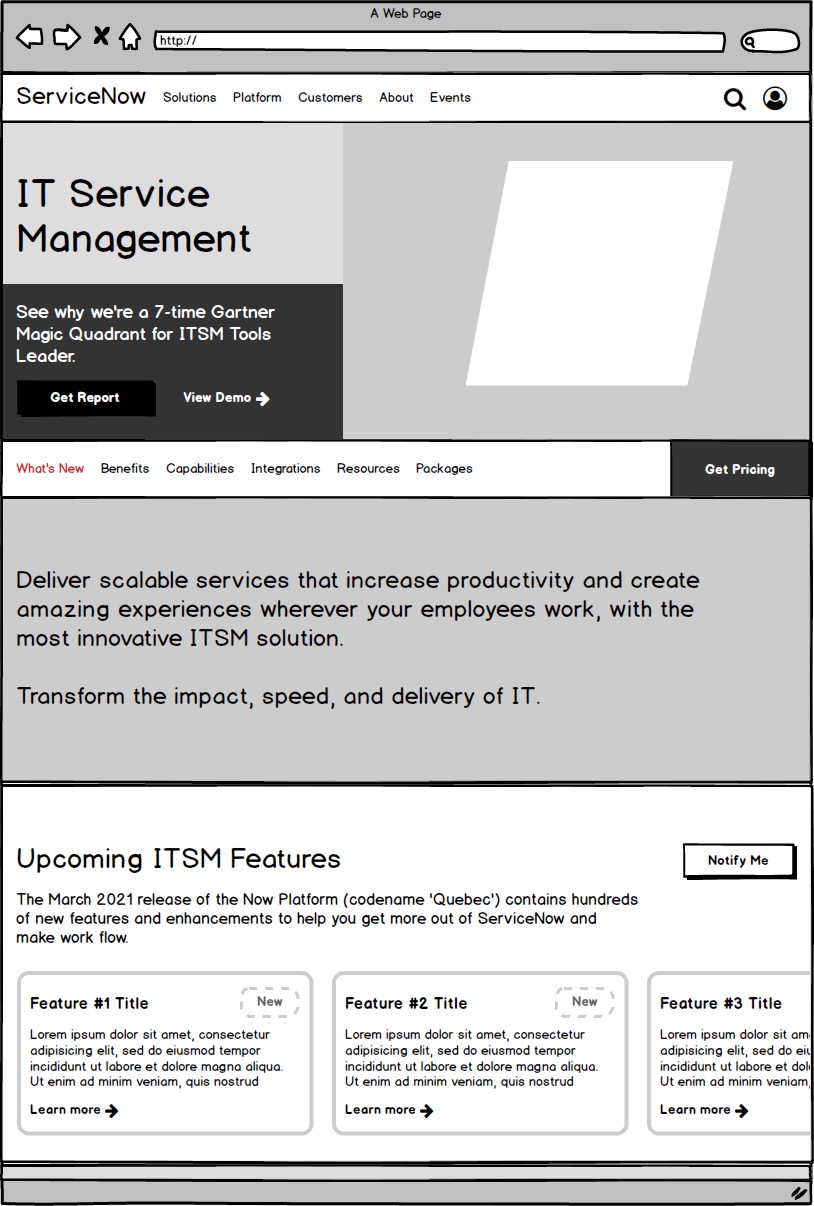 A Web Page
http://
ServiceNow Solutions Platform Customers About Events
IT Service
Management
See why we're a 7-time Gartner
Magic Quadrant for ITSM Tools
Leader.
Get Report View Demo
What's New Benefits Capabilities Integrations Resources Packages Get Pricing
Deliver scalable services that increase productivity and create
amazing experiences wherever your employees work, with the
most innovative ITSM solution.
Transform the impact, speed, and delivery of IT.
Upcoming ITSM Features
Notify Me
The March 2021 release of the Now Platform (codename 'Quebec') contains hundreds
of new features and enhancements to help you get more out of ServiceNow and
make work flow.
Feature #1 Title New
Lorem ipsum dolor sit amet, consectetur
adipisicing elit, sed do eiusmod tempor
incididunt ut labore et dolore magna aliqua.
Ut enim ad minim veniam, quis nostrud
Learn more
Feature #2 Title New
Lorem ipsum dolor sit amet, consectetur
adipisicing elit, sed do eiusmod tempor
incididunt ut labore et dolore magna aliqua.
Ut enim ad minim veniam, quis nostrud
Learn more
Feature #3 Title
Lorem ipsum dolor sit am
adipisicing elit, sed do eiu
incididunt ut labore et dol
Ut enim ad minim veniam,
Learn more